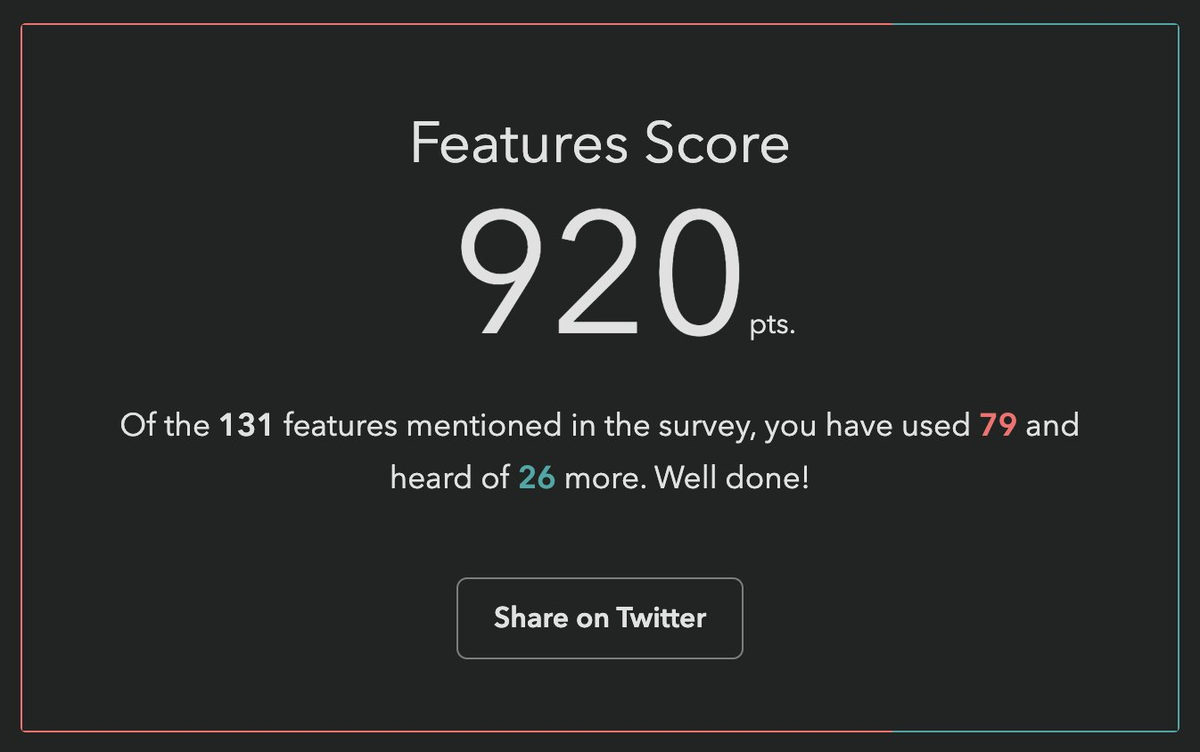 Features Score
920 pts.
Of the 131 features mentioned in the survey, you have used 79 and
heard of 26 more. Well done!
Share on Twitter